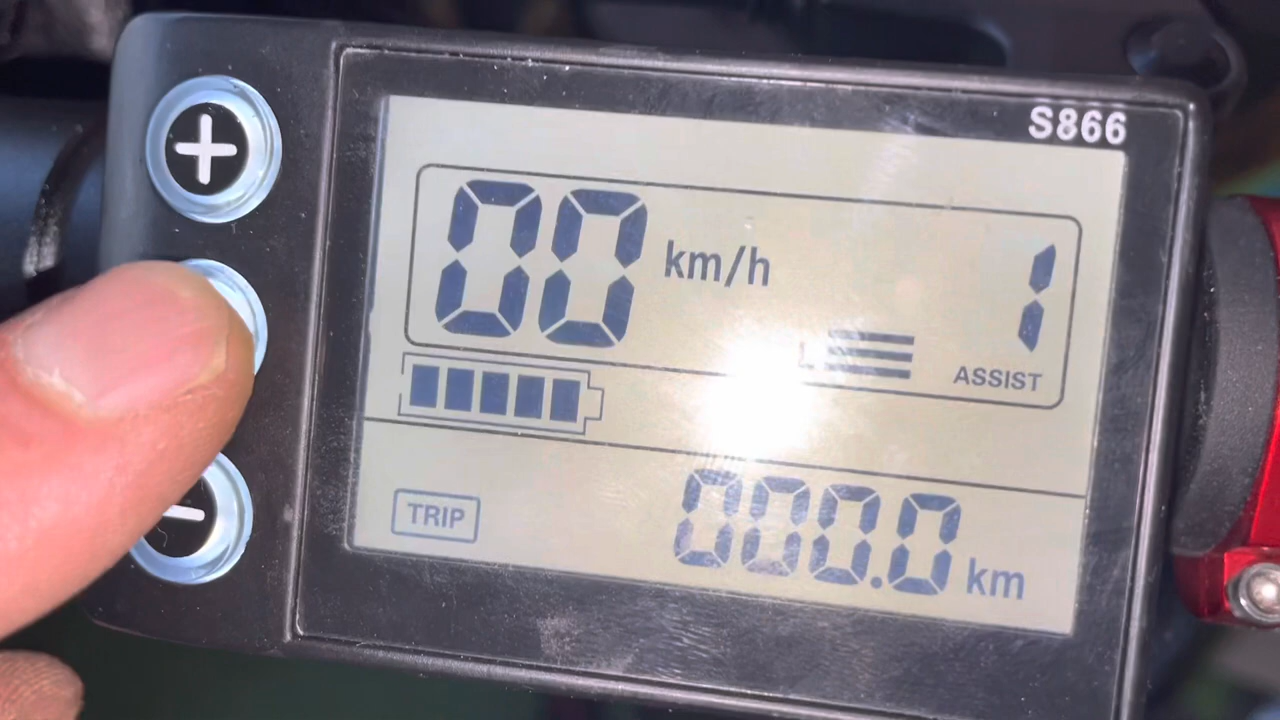 S866
+
00 km/h 1
ASSIST
−
TRIP 000.0 km